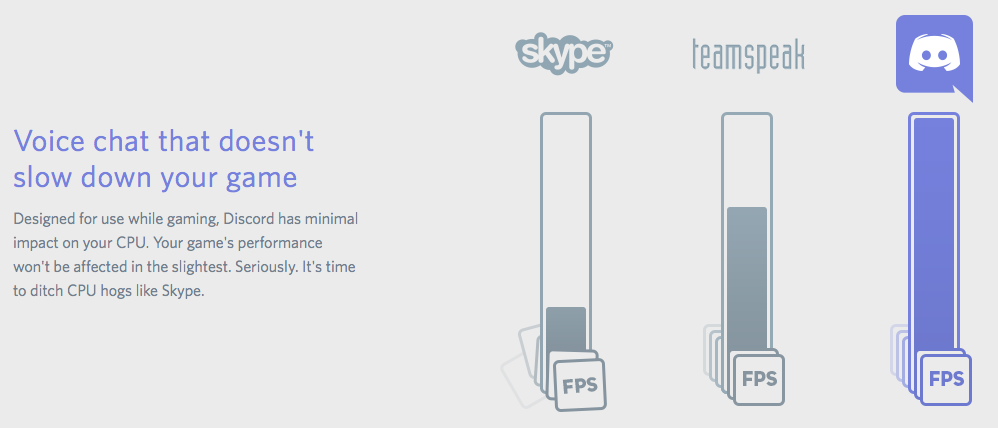 skype™
teamspeak
Voice chat that doesn't
slow down your game
Designed for use while gaming, Discord has minimal
impact on your CPU. Your game's performance
won't be affected in the slightest. Seriously. It's time
to ditch CPU hogs like Skype.
FPS
FPS
FPS